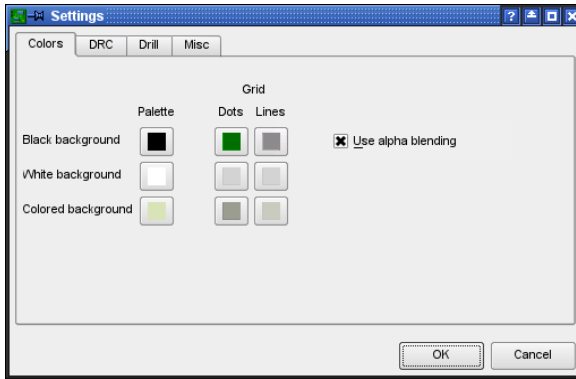 Settings
Colors DRC Drill Misc
Grid
Palette Dots Lines
Black background Use alpha blending
White background
Colored background
OK Cancel